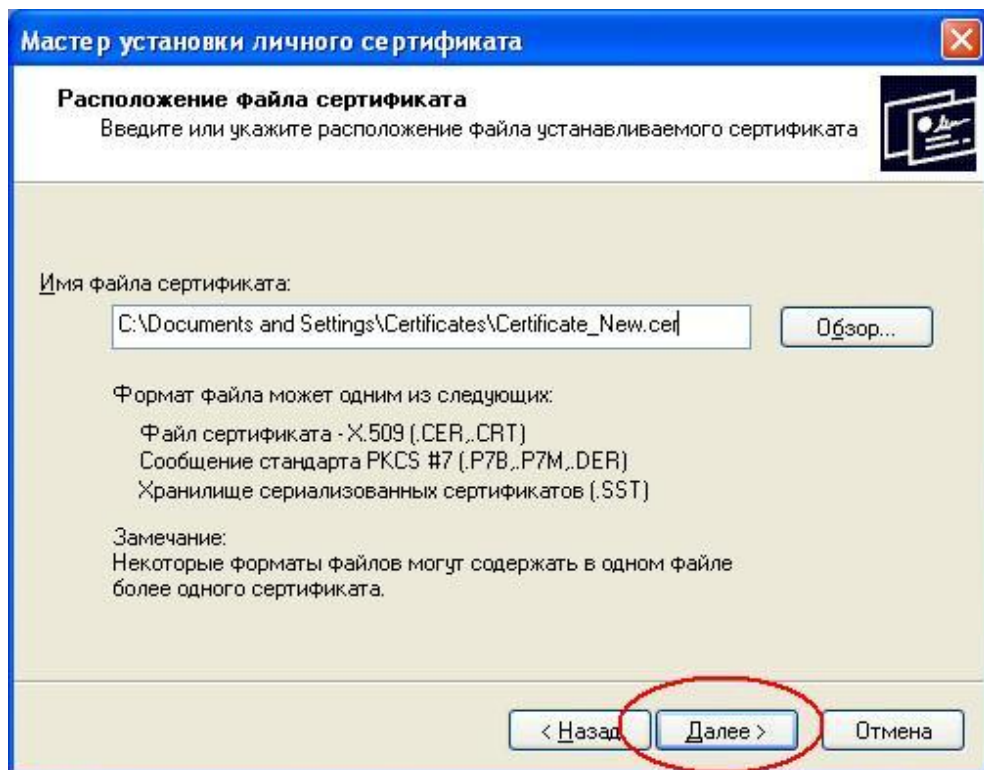 Мастер установки личного сертификата
Расположение файла сертификата
Введите или укажите расположение файла устанавливаемого сертификата
Имя файла сертификата:
C:\Documents and Settings\Certificates\Certificate_New.cer
Обзор...
Формат файла может одним из следующих:
Файл сертификата - X.509 (.CER,.CRT)
Сообщение стандарта PKCS #7 (.P7B,.P7M,.DER)
Хранилище сериализованных сертификатов (.SST)
Замечание:
Некоторые форматы файлов могут содержать в одном файле
более одного сертификата.
< Назад
Далее >
Отмена